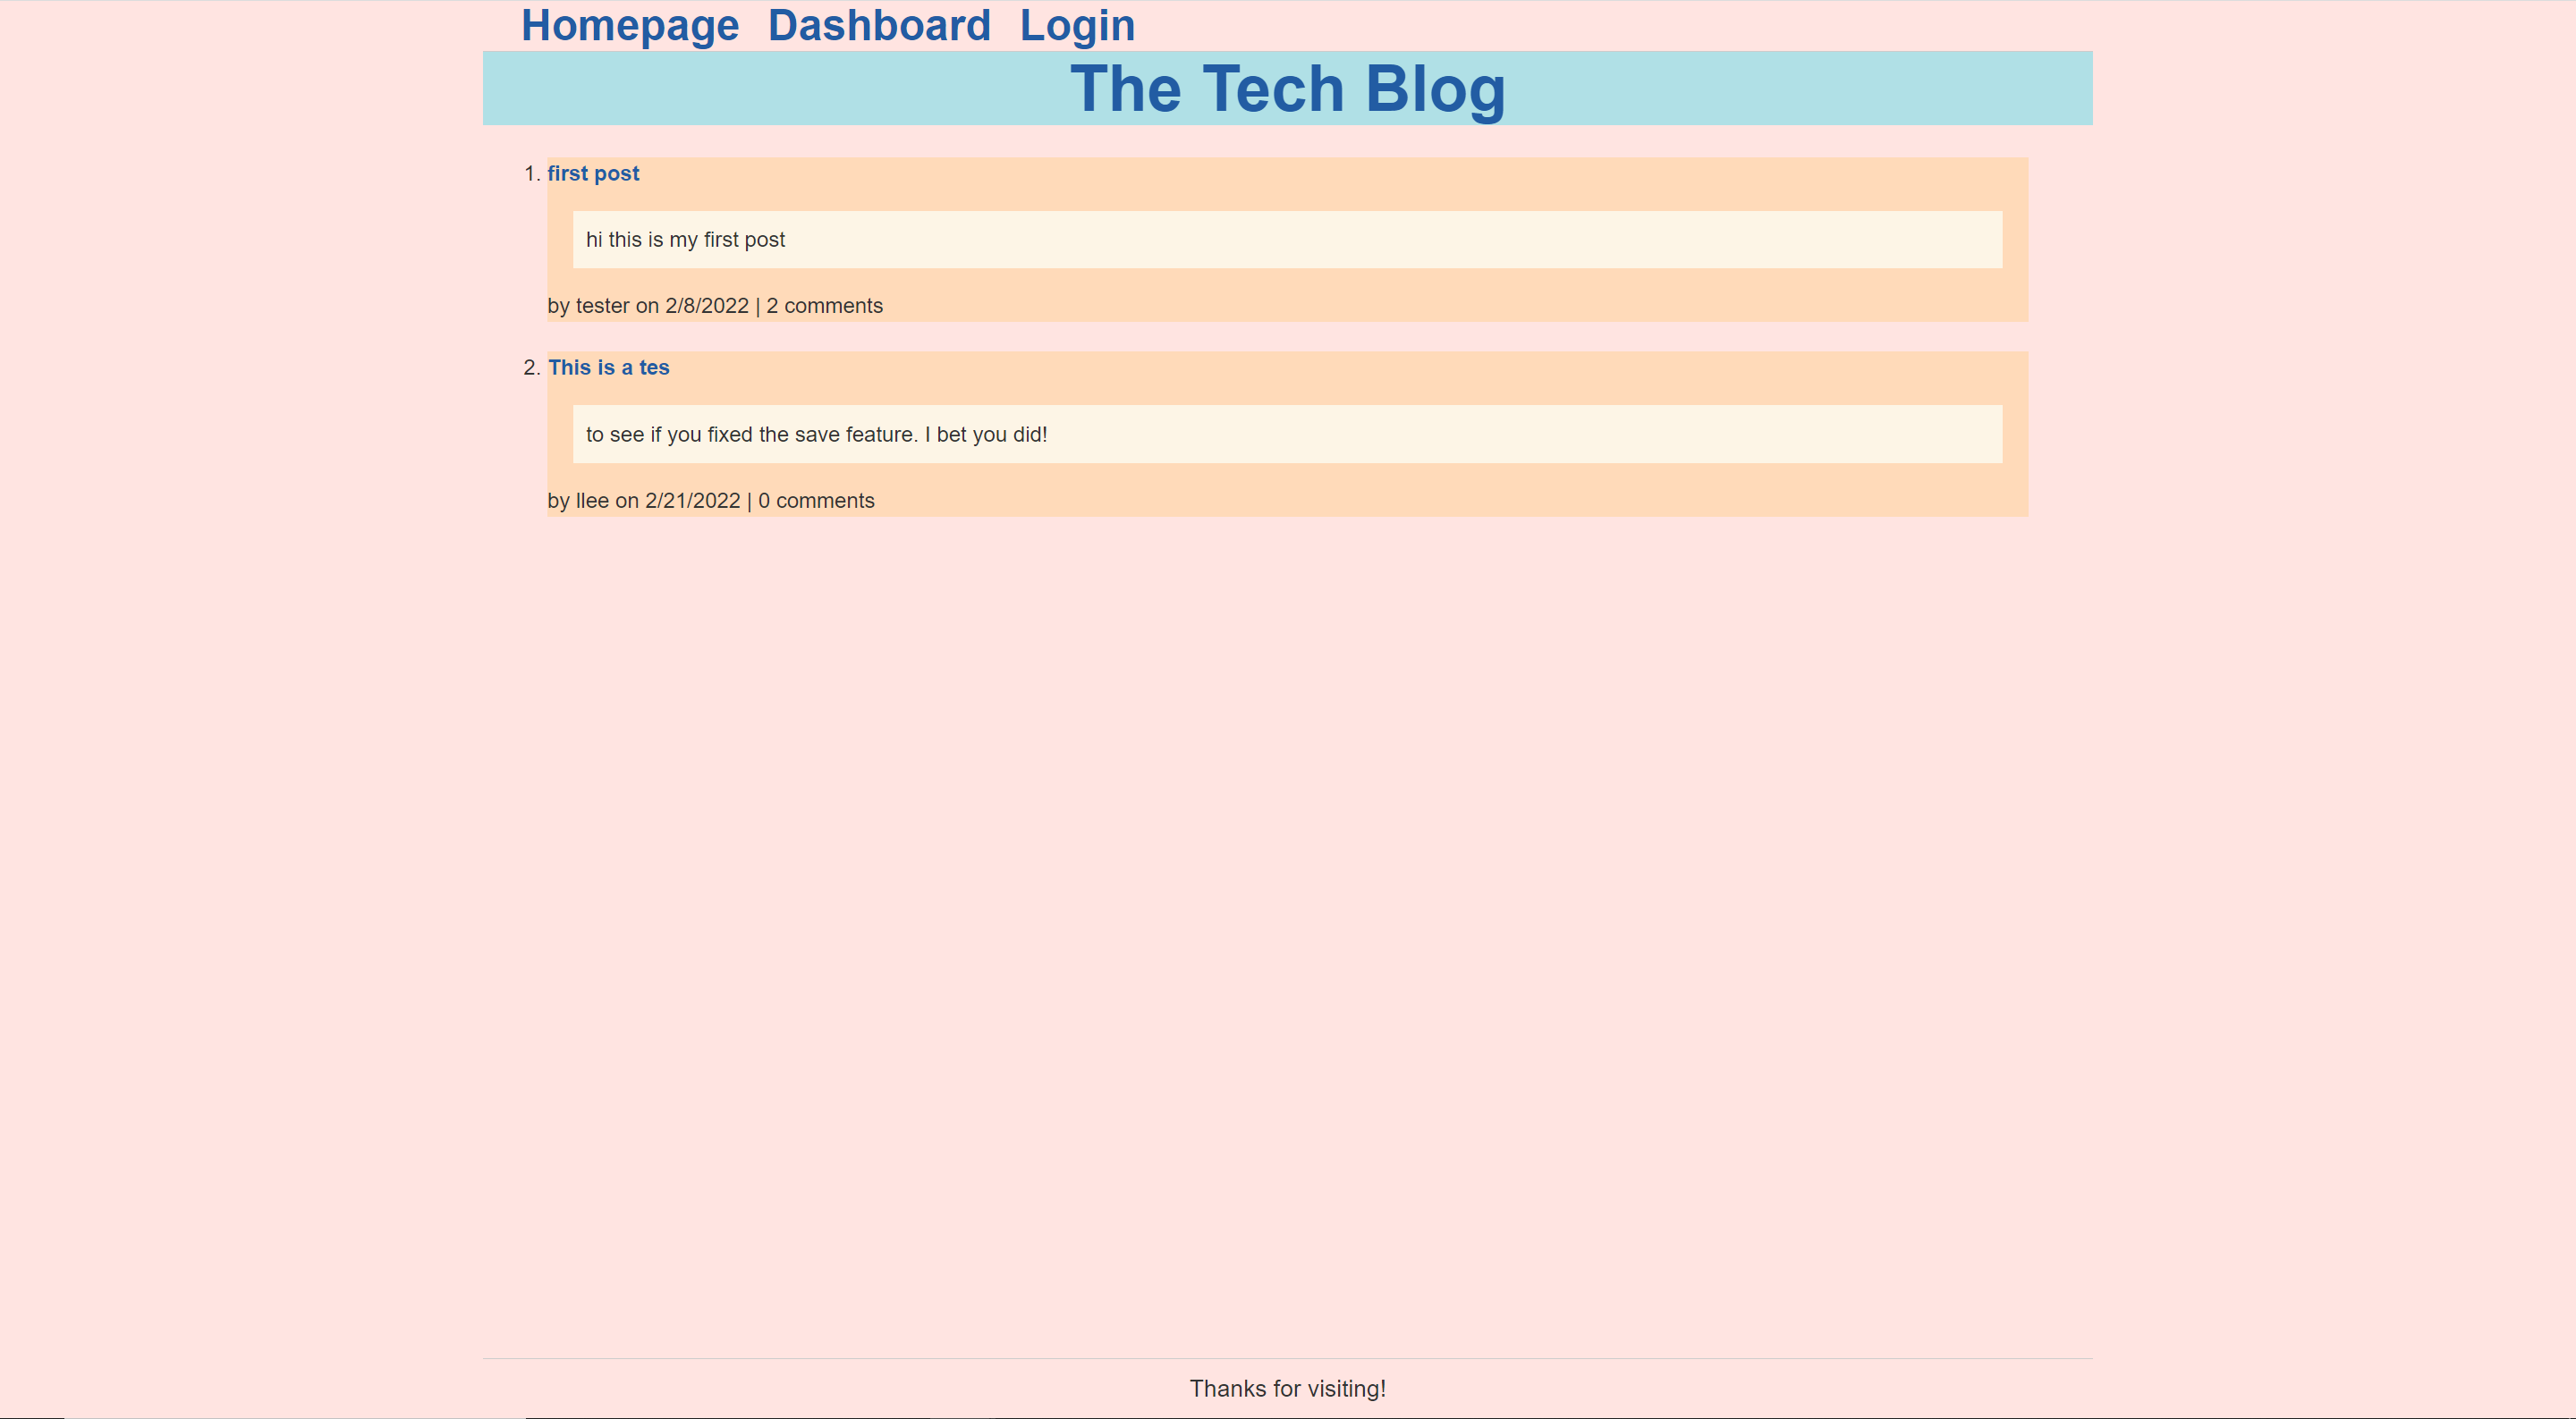 Homepage Dashboard Login
The Tech Blog
1. first post
hi this is my first post
by tester on 2/8/2022 | 2 comments
2. This is a tes
to see if you fixed the save feature. I bet you did!
by llee on 2/21/2022 | 0 comments
Thanks for visiting!